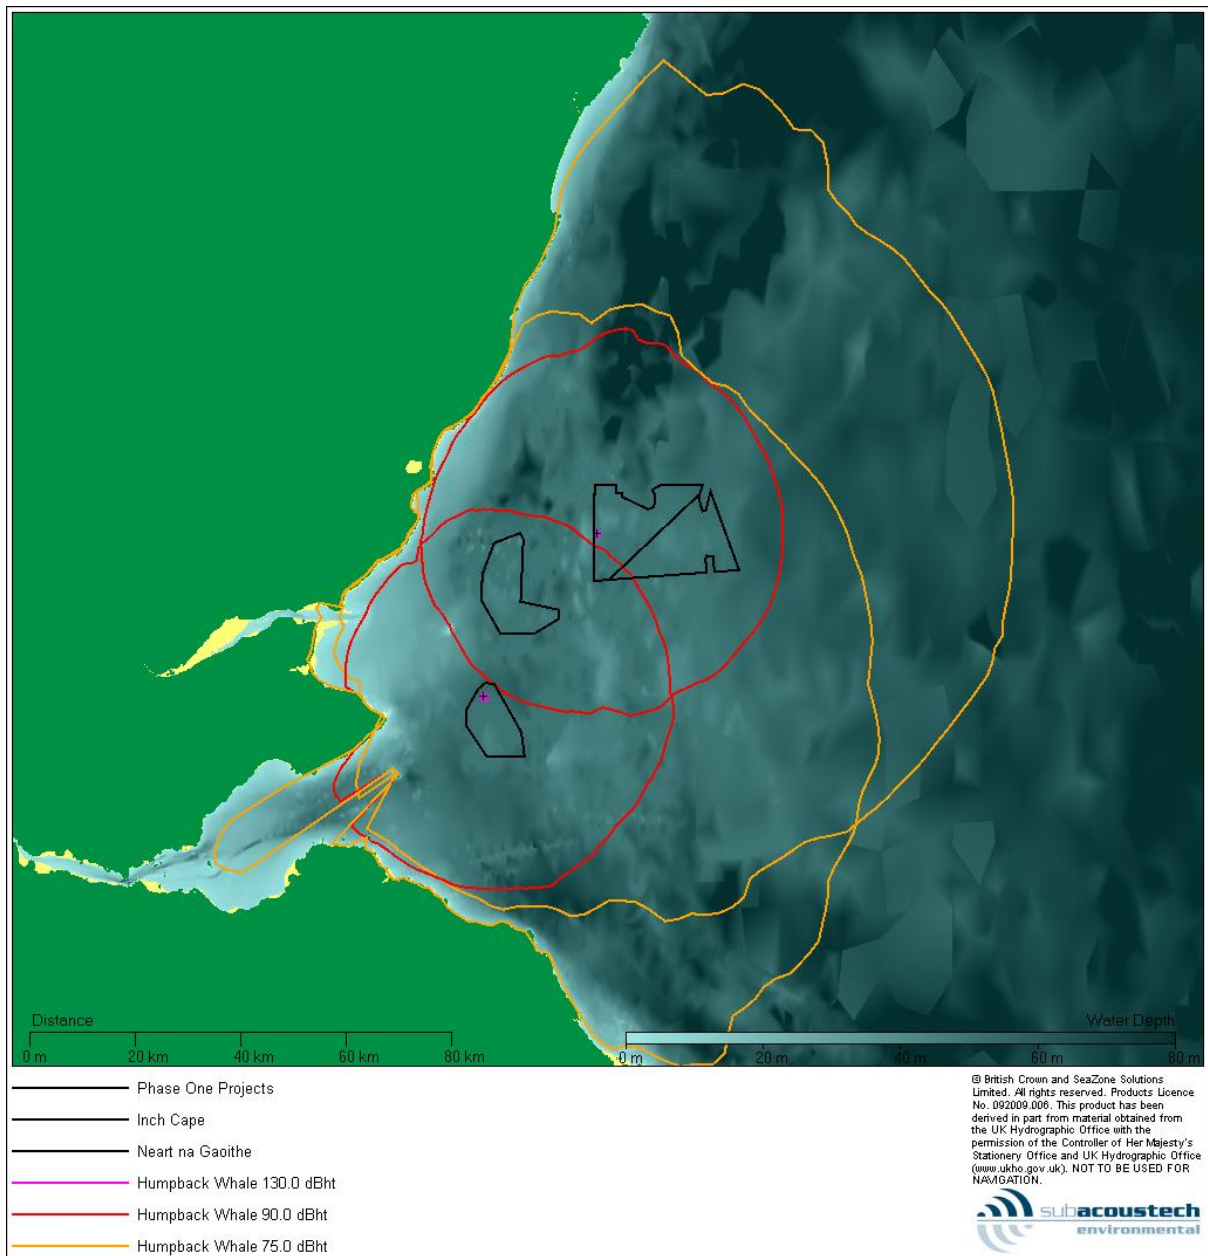 Distance
0 m 20 km 40 km 60 km 80 km
Water Depth
0 m 20 m 40 m 60 m 80 m
Phase One Projects
Inch Cape
Neart na Gaoithe
Humpback Whale 130.0 dBht
Humpback Whale 90.0 dBht
Humpback Whale 75.0 dBht
© British Crown and SeaZone Solutions
Limited. All rights reserved. Products Licence
No. 092009.006. This product has been
derived in part from material obtained from
the UK Hydrographic Office with the
permission of the Controller of Her Majesty's
Stationery Office and UK Hydrographic Office
(www.ukho.gov.uk). NOT TO BE USED FOR
NAVIGATION.
subacoustech
environmental